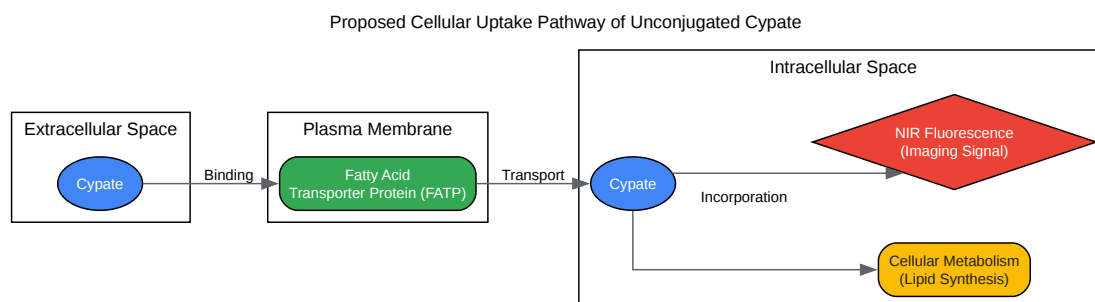 Proposed Cellular Uptake Pathway of Unconjugated Cypate
Extracellular Space
Cypate
Binding
Plasma Membrane
Fatty Acid
Transporter Protein (FATP)
Transport
Intracellular Space
Cypate
Incorporation
NIR Fluorescence
(Imaging Signal)
Cellular Metabolism
(Lipid Synthesis)